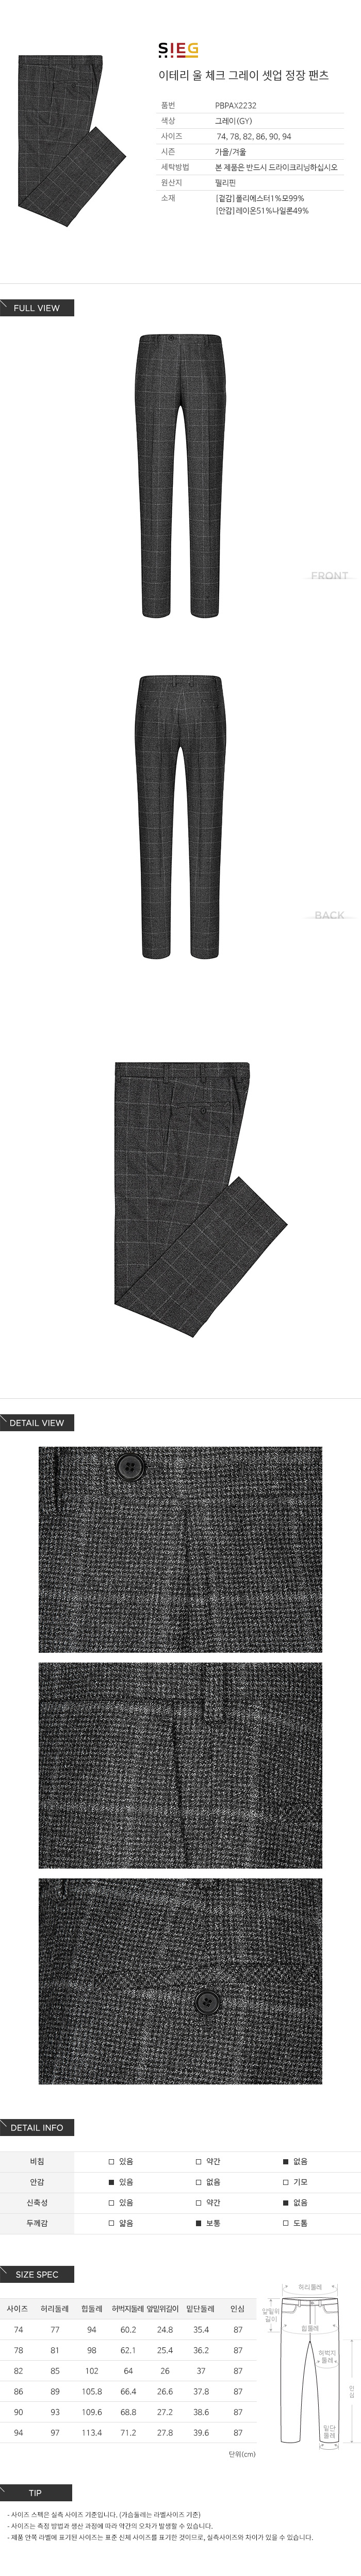 SIEG
이테리 울 체크 그레이 셋업 정장 팬츠
품번 PBPAX2232
색상 그레이(GY)
사이즈 74, 78, 82, 86, 90, 94
시즌 가을/겨울
세탁방법 본 제품은 반드시 드라이크리닝하십시오
원산지 필리핀
소재 [겉감]폴리에스터1%모99%
[안감]레이온51%나일론49%
FULL VIEW
FRONT
BACK
DETAIL VIEW
DETAIL INFO
비침 □ 있음 □ 약간 ■ 없음
안감 ■ 있음 □ 없음 □ 기모
신축성 □ 있음 □ 약간 ■ 없음
두께감 □ 얇음 ■ 보통 □ 도톰
SIZE SPEC
사이즈 허리둘레 힙둘레 허벅지둘레 앞밑위길이 밑단둘레 인심
74 77 94 60.2 24.8 35.4 87
78 81 98 62.1 25.4 36.2 87
82 85 102 64 26 37 87
86 89 105.8 66.4 26.6 37.8 87
90 93 109.6 68.8 27.2 38.6 87
94 97 113.4 71.2 27.8 39.6 87
단위(cm)
허리둘레
앞밑위
길이
힙둘레
허벅지
둘레
인
심
밑단
둘레
TIP
- 사이즈 스펙은 실측 사이즈 기준입니다. (가슴둘레는 라벨사이즈 기준)
- 사이즈는 측정 방법과 생산 과정에 따라 약간의 오차가 발생할 수 있습니다.
- 제품 안쪽 라벨에 표기된 사이즈는 표준 신체 사이즈를 표기한 것이므로, 실측사이즈와 차이가 있을 수 있습니다.